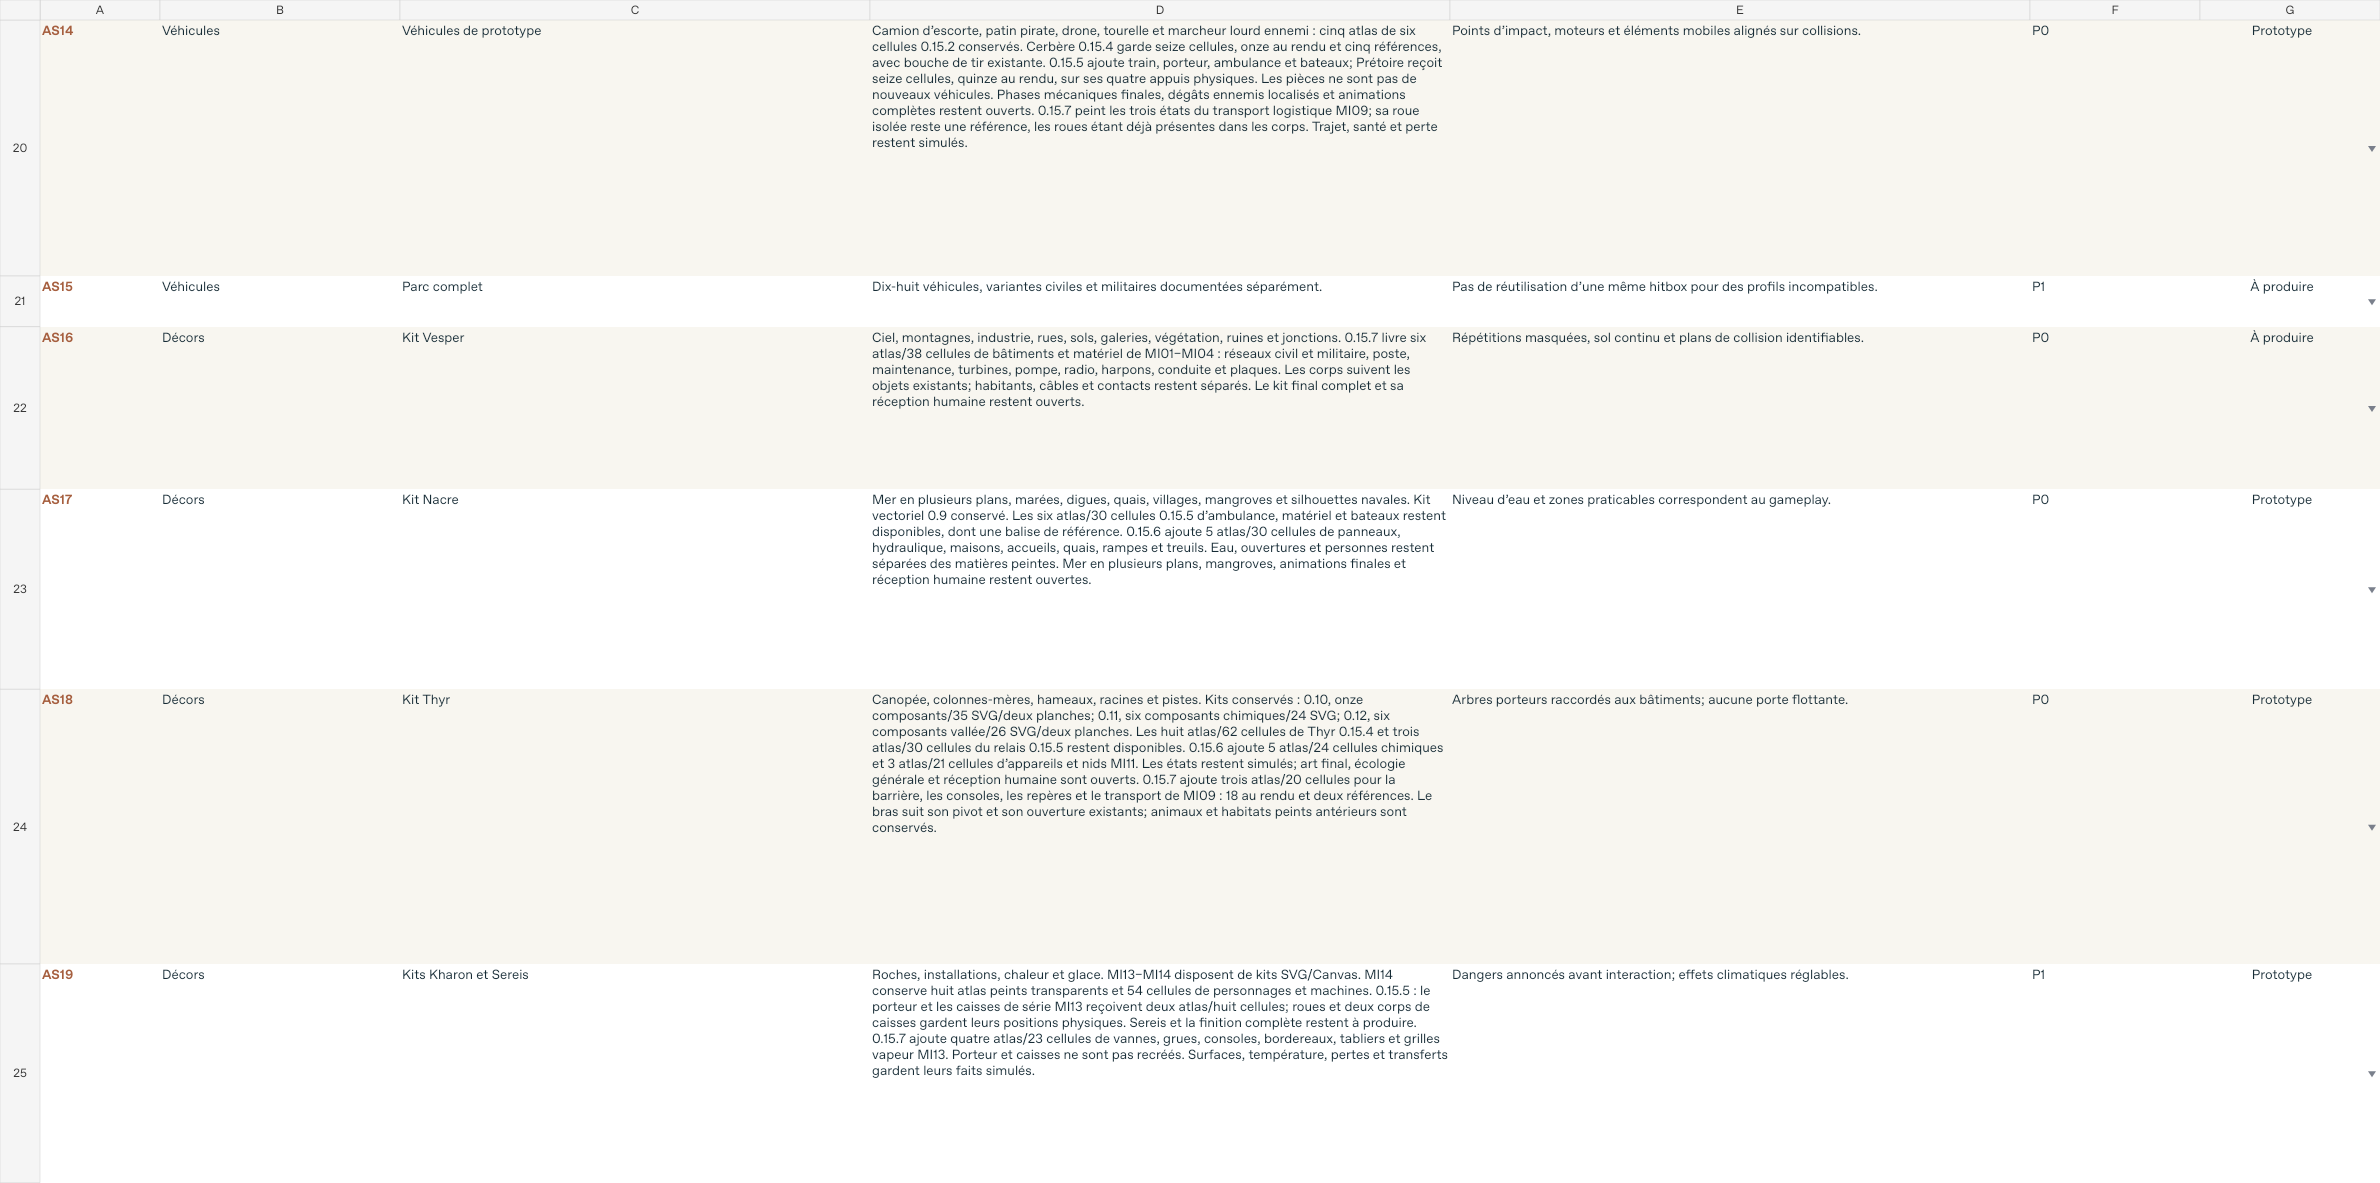 A B C D E F G
20
AS14 Véhicules Véhicules de prototype
Camion d’escorte, patin pirate, drone, tourelle et marcheur lourd ennemi : cinq atlas de six
cellules 0.15.2 conservés. Cerbère 0.15.4 garde seize cellules, onze au rendu et cinq références,
avec bouche de tir existante. 0.15.5 ajoute train, porteur, ambulance et bateaux; Prétoire reçoit
seize cellules, quinze au rendu, sur ses quatre appuis physiques. Les pièces ne sont pas de
nouveaux véhicules. Phases mécaniques finales, dégâts ennemis localisés et animations
complètes restent ouverts. 0.15.7 peint les trois états du transport logistique MI09; sa roue
isolée reste une référence, les roues étant déjà présentes dans les corps. Trajet, santé et perte
restent simulés.
Points d’impact, moteurs et éléments mobiles alignés sur collisions.
P0
Prototype
21
AS15 Véhicules Parc complet
Dix-huit véhicules, variantes civiles et militaires documentées séparément.
Pas de réutilisation d’une même hitbox pour des profils incompatibles.
P1
À produire
22
AS16 Décors Kit Vesper
Ciel, montagnes, industrie, rues, sols, galeries, végétation, ruines et jonctions. 0.15.7 livre six
atlas/38 cellules de bâtiments et matériel de MI01–MI04 : réseaux civil et militaire, poste,
maintenance, turbines, pompe, radio, harpons, conduite et plaques. Les corps suivent les
objets existants; habitants, câbles et contacts restent séparés. Le kit final complet et sa
réception humaine restent ouverts.
Répétitions masquées, sol continu et plans de collision identifiables.
P0
À produire
23
AS17 Décors Kit Nacre
Mer en plusieurs plans, marées, digues, quais, villages, mangroves et silhouettes navales. Kit
vectoriel 0.9 conservé. Les six atlas/30 cellules 0.15.5 d’ambulance, matériel et bateaux restent
disponibles, dont une balise de référence. 0.15.6 ajoute 5 atlas/30 cellules de panneaux,
hydraulique, maisons, accueils, quais, rampes et treuils. Eau, ouvertures et personnes restent
séparées des matières peintes. Mer en plusieurs plans, mangroves, animations finales et
réception humaine restent ouvertes.
Niveau d’eau et zones praticables correspondent au gameplay.
P0
Prototype
24
AS18 Décors Kit Thyr
Canopée, colonnes-mères, hameaux, racines et pistes. Kits conservés : 0.10, onze
composants/35 SVG/deux planches; 0.11, six composants chimiques/24 SVG; 0.12, six
composants vallée/26 SVG/deux planches. Les huit atlas/62 cellules de Thyr 0.15.4 et trois
atlas/30 cellules du relais 0.15.5 restent disponibles. 0.15.6 ajoute 5 atlas/24 cellules chimiques
et 3 atlas/21 cellules d’appareils et nids MI11. Les états restent simulés; art final, écologie
générale et réception humaine sont ouverts. 0.15.7 ajoute trois atlas/20 cellules pour la
barrière, les consoles, les repères et le transport de MI09 : 18 au rendu et deux références. Le
bras suit son pivot et son ouverture existants; animaux et habitats peints antérieurs sont
conservés.
Arbres porteurs raccordés aux bâtiments; aucune porte flottante.
P0
Prototype
25
AS19 Décors Kits Kharon et Sereis
Roches, installations, chaleur et glace. MI13–MI14 disposent de kits SVG/Canvas. MI14
conserve huit atlas peints transparents et 54 cellules de personnages et machines. 0.15.5 : le
porteur et les caisses de série MI13 reçoivent deux atlas/huit cellules; roues et deux corps de
caisses gardent leurs positions physiques. Sereis et la finition complète restent à produire.
0.15.7 ajoute quatre atlas/23 cellules de vannes, grues, consoles, bordereaux, tabliers et grilles
vapeur MI13. Porteur et caisses ne sont pas recréés. Surfaces, température, pertes et transferts
gardent leurs faits simulés.
Dangers annoncés avant interaction; effets climatiques réglables.
P1
Prototype